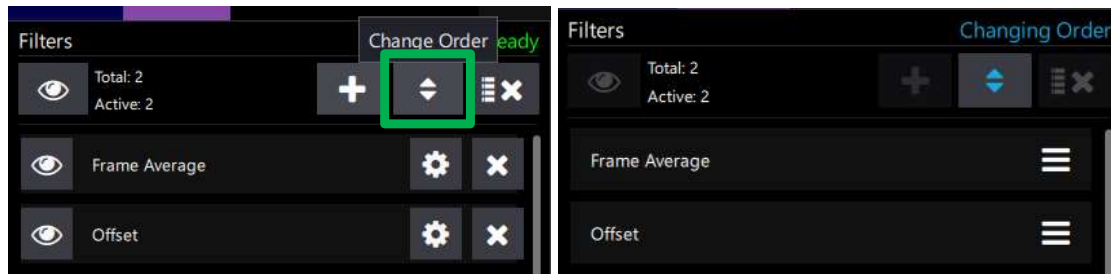 Filters
Change Order eady
Total: 2
Active: 2
Frame Average
Offset
Filters
Changing Order
Total: 2
Active: 2
Frame Average
Offset